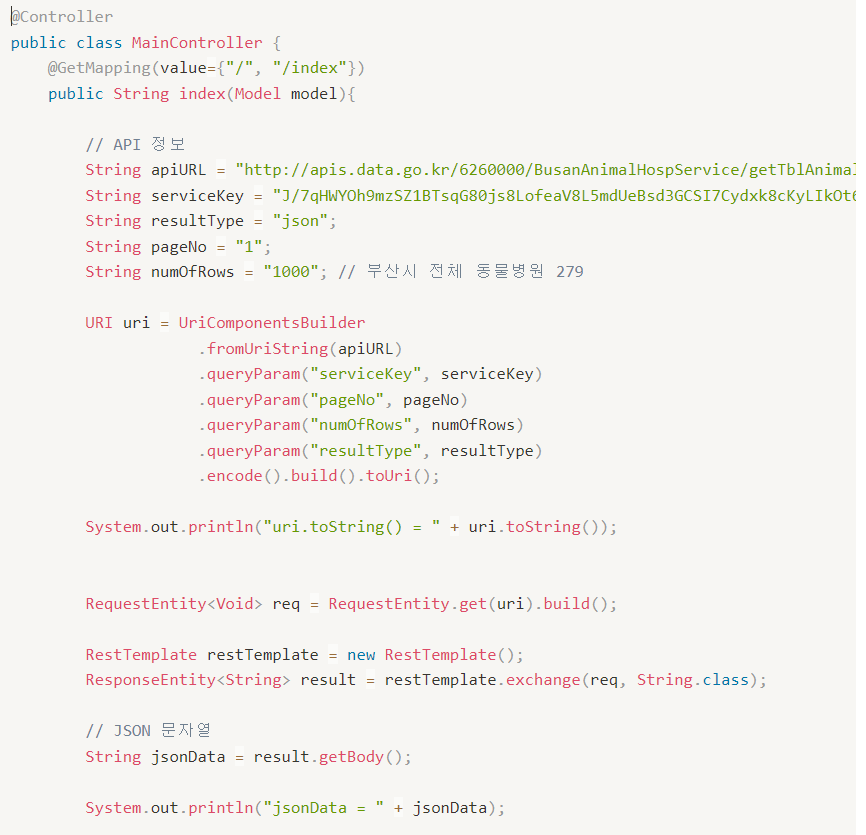 @Controller
public class MainController {
@GetMapping(value={"/", "/index"})
public String index(Model model){
// API 정보
String apiURL = "http://apis.data.go.kr/6260000/BusanAnimalHospService/getTblAnimal
String serviceKey = "J/7qHWYOh9mzSZ1BTsqG80js8LofeaV8L5mdUeBsd3GCSI7Cydxk8cKyLIkOt6
String resultType = "json";
String pageNo = "1";
String numOfRows = "1000"; // 부산시 전체 동물병원 279
URI uri = UriComponentsBuilder
.fromUriString(apiURL)
.queryParam("serviceKey", serviceKey)
.queryParam("pageNo", pageNo)
.queryParam("numOfRows", numOfRows)
.queryParam("resultType", resultType)
.encode().build().toUri();
System.out.println("uri.toString() = " + uri.toString());
RequestEntity<Void> req = RequestEntity.get(uri).build();
RestTemplate restTemplate = new RestTemplate();
ResponseEntity<String> result = restTemplate.exchange(req, String.class);
// JSON 문자열
String jsonData = result.getBody();
System.out.println("jsonData = " + jsonData);